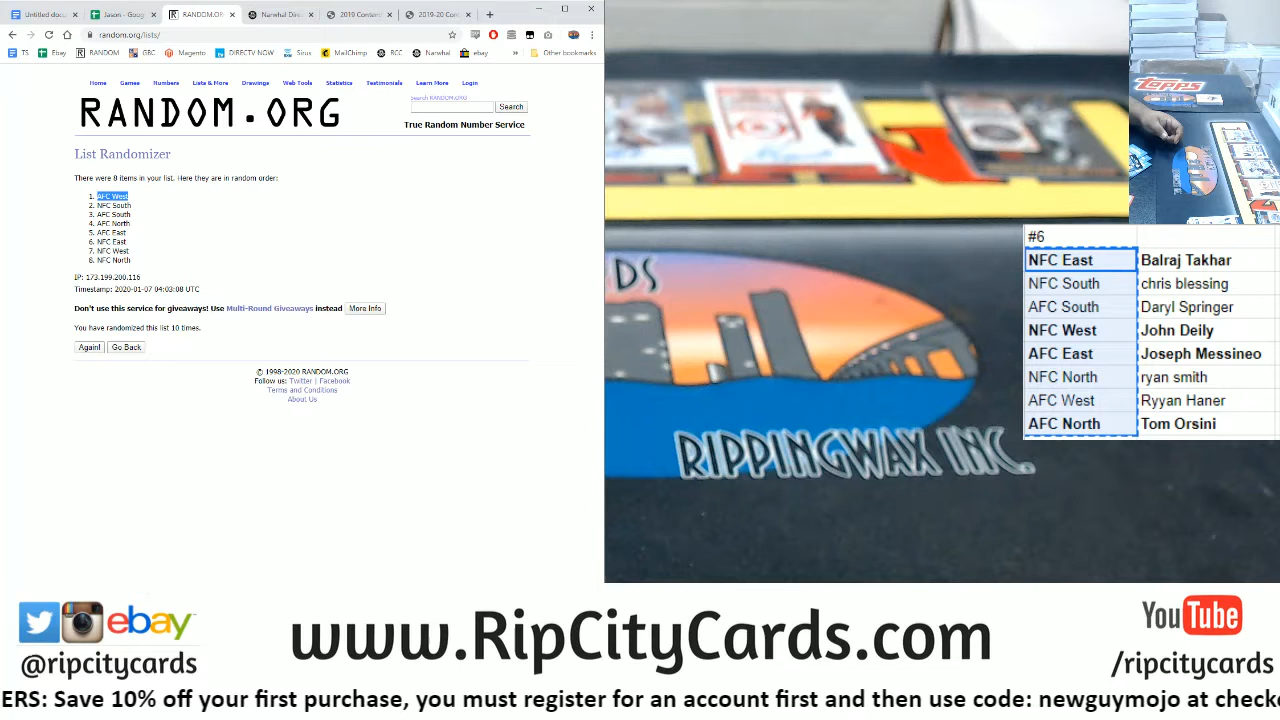 Untitled docu
Jason - Goog
RANDOM.OR
Narwhal Dire
2019 Conten
2019-20 Con
random.org/lists/
TS
Ebay
RANDOM
GBC
Magento
DIRECTV NOW
Sirus
MailChimp
BCC
Narwhal
ebay
Other bookmarks
Home Games Numbers Lists & More Drawings Web Tools Statistics Testimonials Learn More Login
RANDOM.ORG
Search RANDOM.ORG
Search
True Random Number Service
List Randomizer
There were 8 items in your list. Here they are in random order:
1. AFC West
2. NFC South
3. AFC South
4. AFC North
5. AFC East
6. NFC East
7. NFC West
8. NFC North
IP: 173.199.200.116
Timestamp: 2020-01-07 04:03:08 UTC
Don't use this service for giveaways! Use Multi-Round Giveaways instead More Info
You have randomized this list 10 times.
Again! Go Back
© 1998-2020 RANDOM.ORG
Follow us: Twitter | Facebook
Terms and Conditions
About Us
topps
DS
RIPPINGWAX INC.
#6
NFC East Balraj Takhar
NFC South chris blessing
AFC South Daryl Springer
NFC West John Deily
AFC East Joseph Messineo
NFC North ryan smith
AFC West Ryyan Haner
AFC North Tom Orsini
ebay
@ripcitycards
www.RipCityCards.com
YouTube
/ripcitycards
ERS: Save 10% off your first purchase, you must register for an account first and then use code: newguymojo at checko